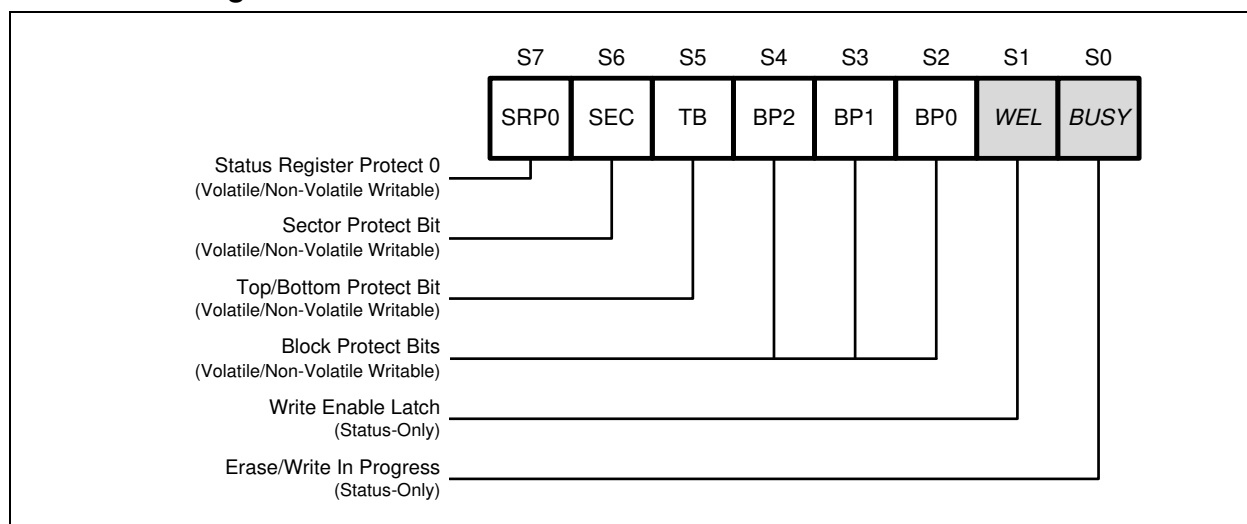 S7 S6 S5 S4 S3 S2 S1 S0
SRP0 SEC TB BP2 BP1 BP0 WEL BUSY
Status Register Protect 0
(Volatile/Non-Volatile Writable)
Sector Protect Bit
(Volatile/Non-Volatile Writable)
Top/Bottom Protect Bit
(Volatile/Non-Volatile Writable)
Block Protect Bits
(Volatile/Non-Volatile Writable)
Write Enable Latch
(Status-Only)
Erase/Write In Progress
(Status-Only)